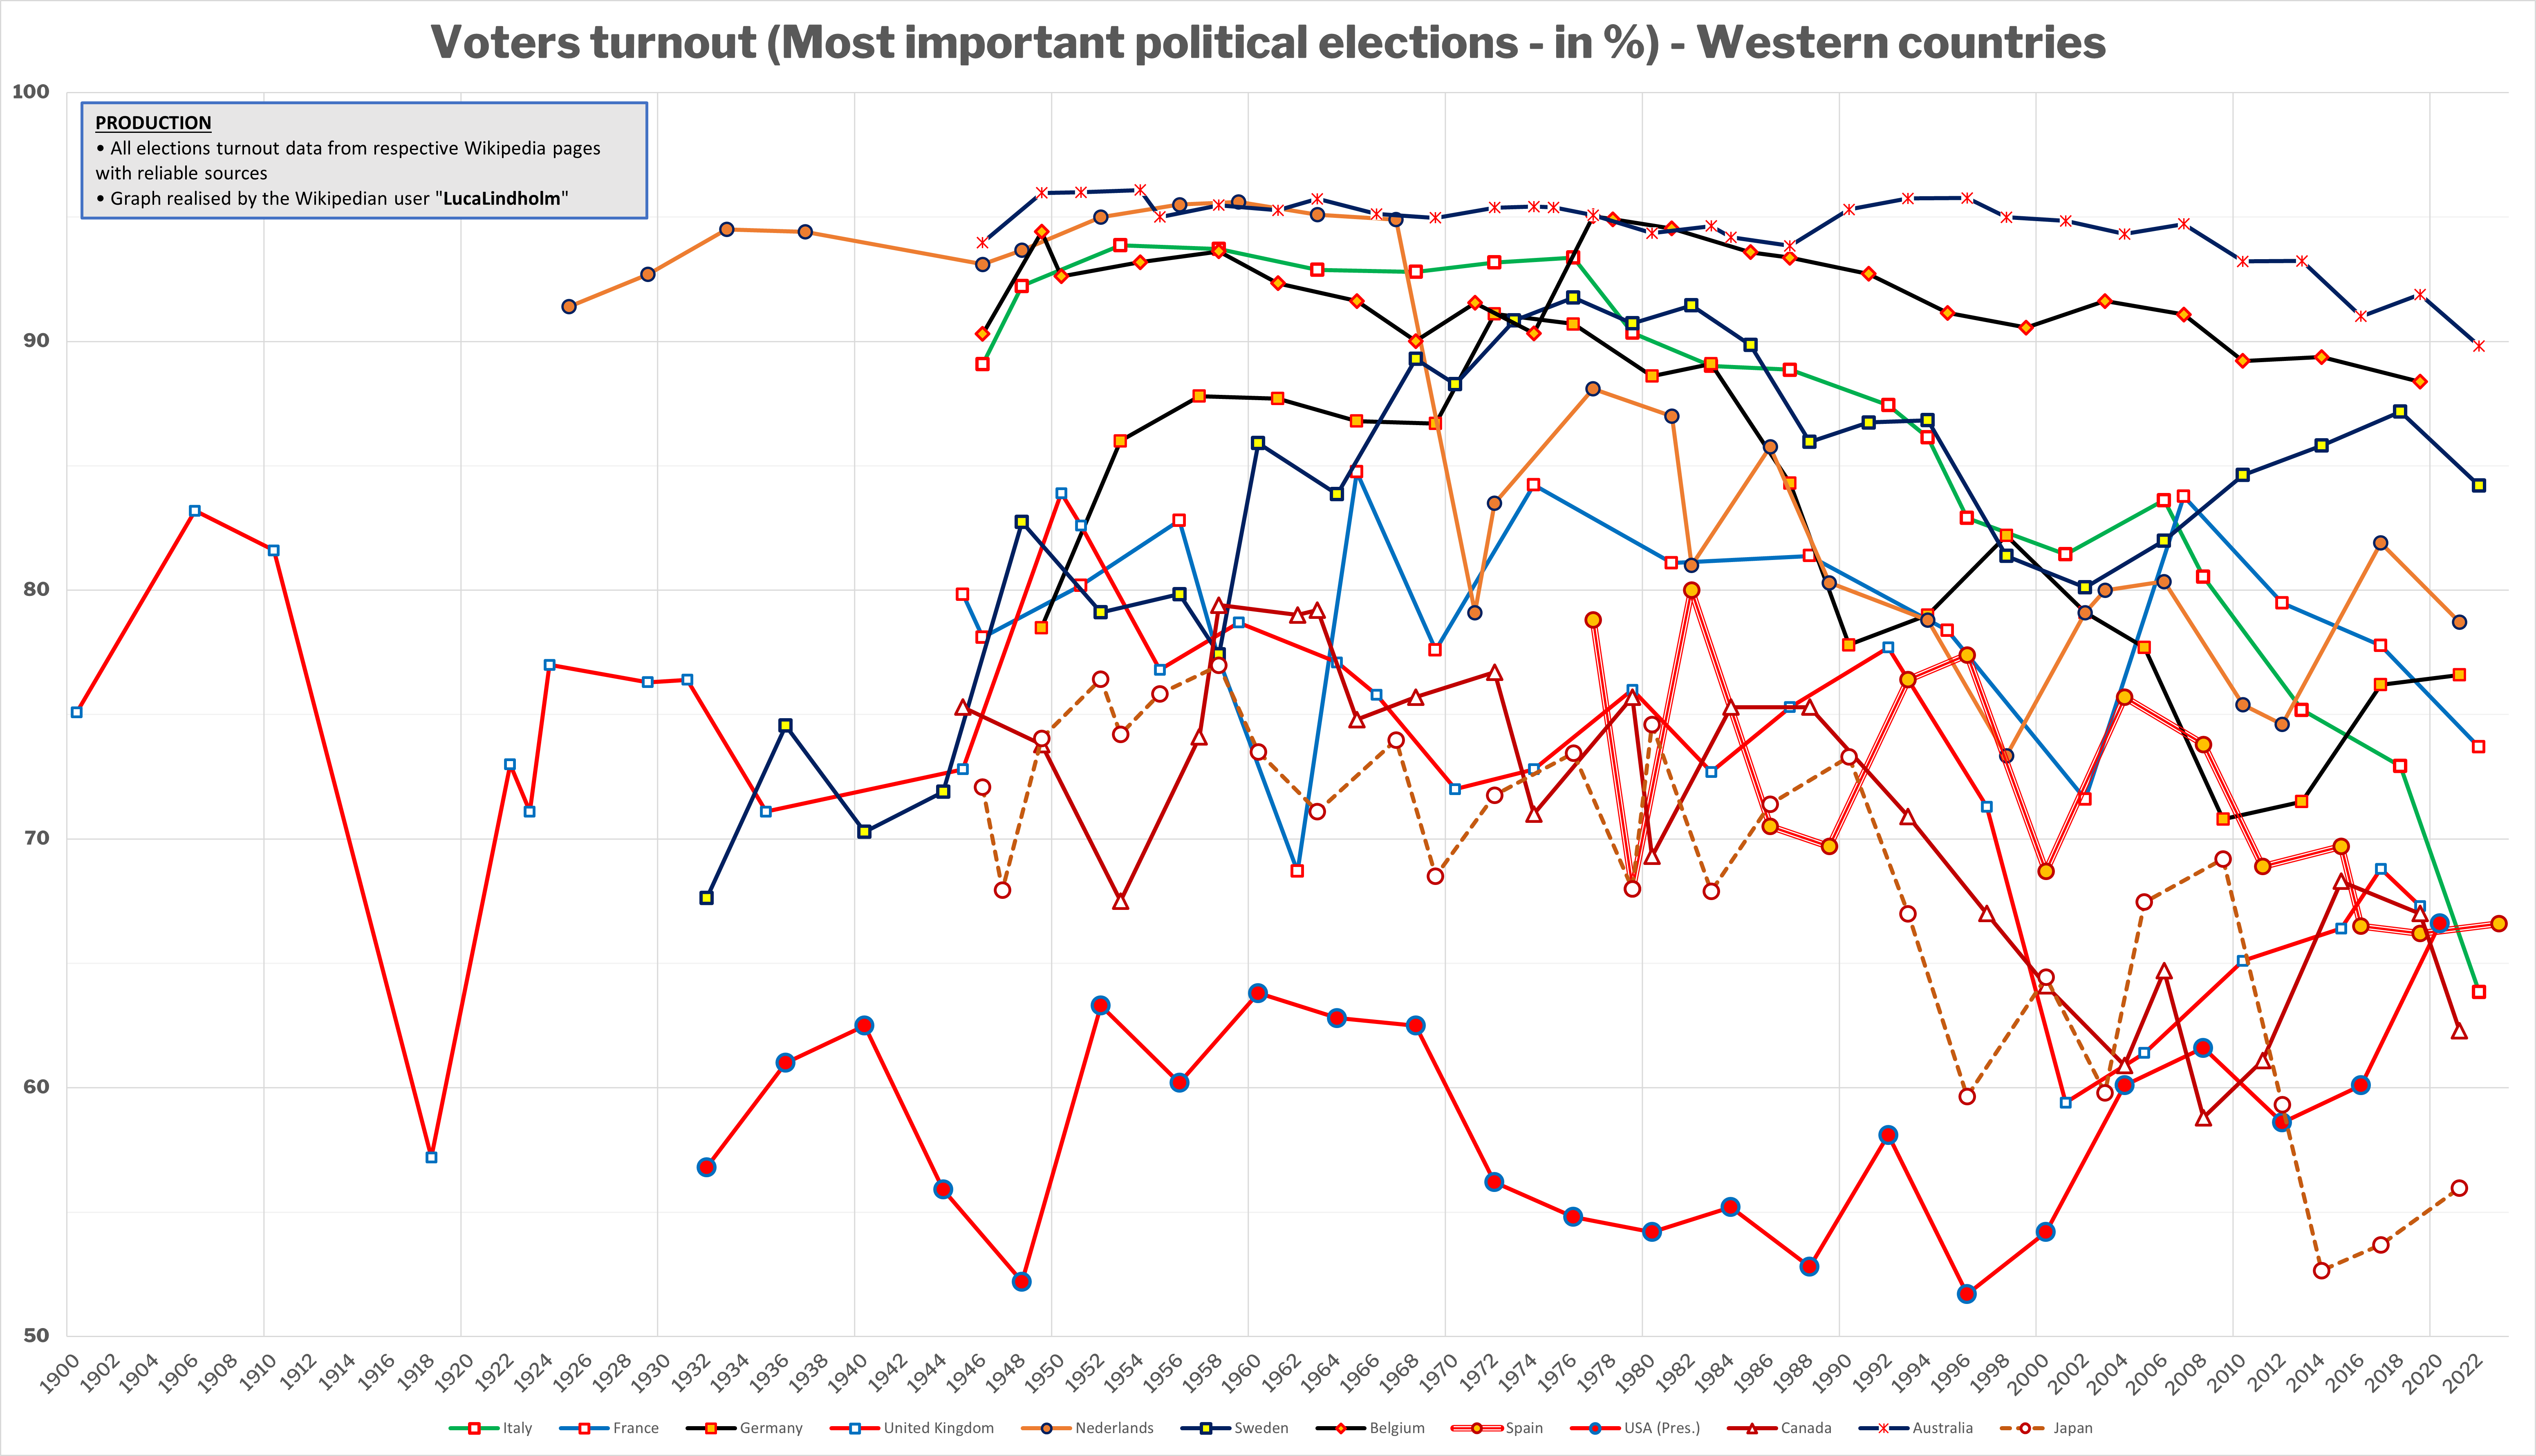 Voters turnout (Most important political elections - in %) - Western countries
PRODUCTION
• All elections turnout data from respective Wikipedia pages
with reliable sources
• Graph realised by the Wikipedian user "LucaLindholm"
100
90
80
70
60
50
1900 1902 1904 1906 1908 1910 1912 1914 1916 1918 1920 1922 1924 1926 1928 1930 1932 1934 1936 1938 1940 1942 1944 1946 1948 1950 1952 1954 1956 1958 1960 1962 1964 1966 1968 1970 1972 1974 1976 1978 1980 1982 1984 1986 1988 1990 1992 1994 1996 1998 2000 2002 2004 2006 2008 2010 2012 2014 2016 2018 2020 2022
Italy France Germany United Kingdom Nederlands Sweden Belgium Spain USA (Pres.) Canada Australia Japan